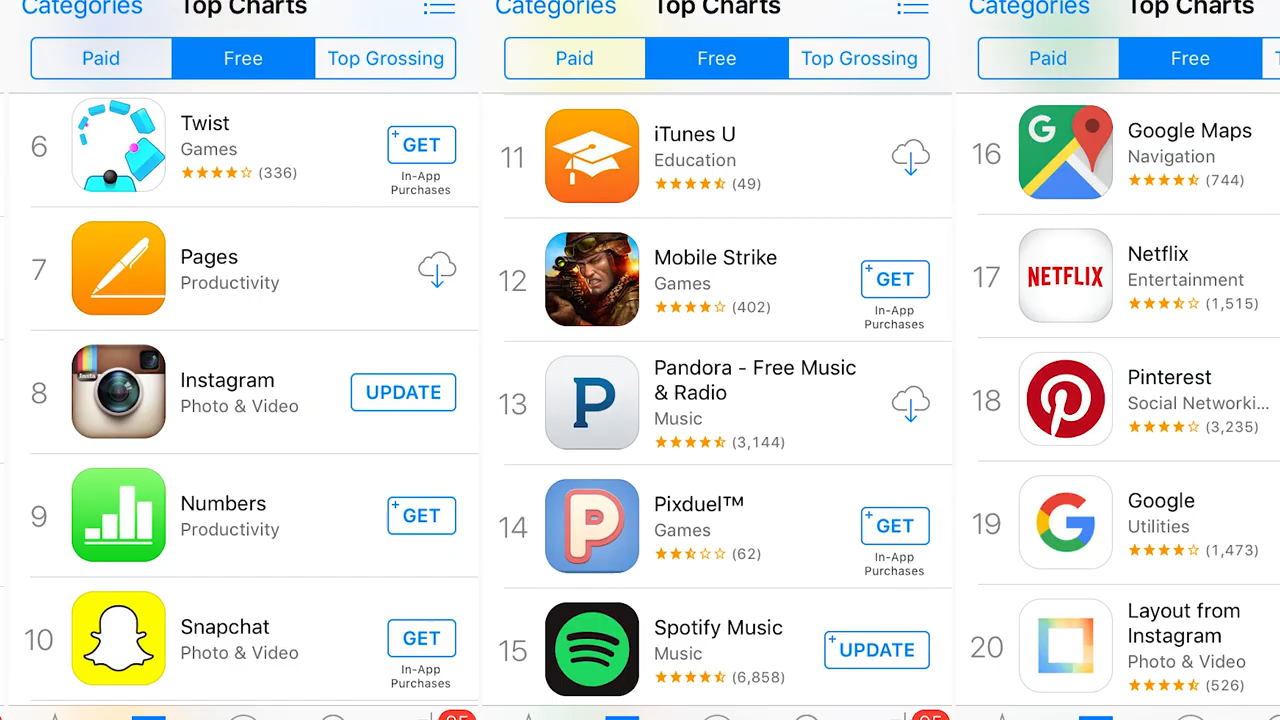 Categories
Top Charts
Paid
Free
Top Grossing
6
Twist
Games
(336)
+ GET
In-App
Purchases
7
Pages
Productivity
8
Insta
Instagram
Photo & Video
UPDATE
9
Numbers
Productivity
+ GET
10
Snapchat
Photo & Video
GET
In-App
Purchases
Categories
Top Charts
Paid
Free
Top Grossing
11
iTunes U
Education
(49)
12
Mobile Strike
Games
(402)
+ GET
In-App
Purchases
13
P
Pandora - Free Music
& Radio
Music
(3,144)
14
P
Pixduel™
Games
(62)
+ GET
In-App
Purchases
15
Spotify Music
Music
(6,858)
+ UPDATE
Categories
Top Charts
Paid
Free
16
G
Google Maps
Navigation
(744)
17
NETFLIX
Netflix
Entertainment
(1,515)
18
Pinterest
Social Networki...
(3,235)
19
G
Google
Utilities
(1,473)
20
Layout from
Instagram
Photo & Video
(526)